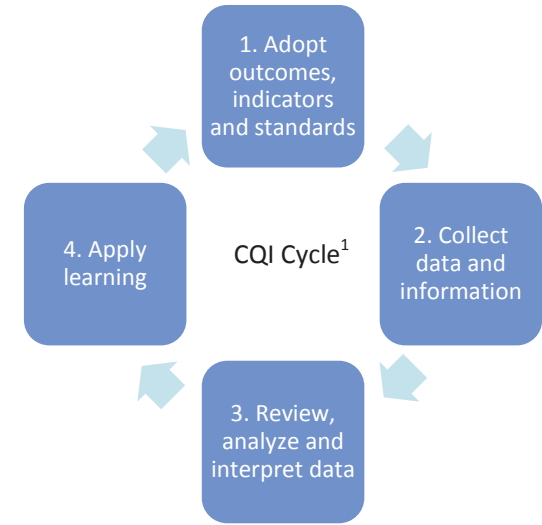 1. Adopt
outcomes,
indicators
and standards
2. Collect
data and
information
3. Review,
analyze and
interpret data
4. Apply
learning
CQI Cycle¹